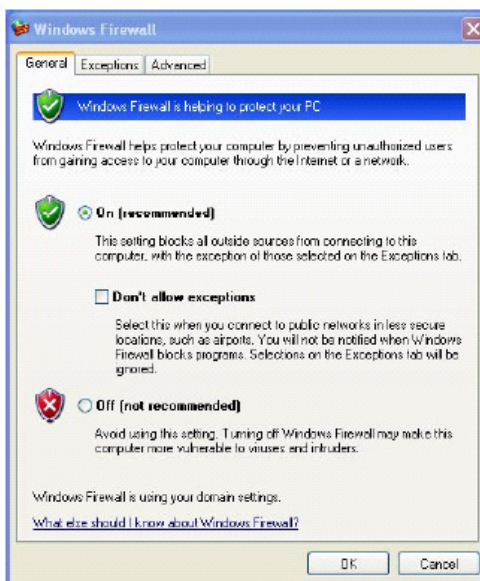 Windows Firewall
General Exceptions Advanced
Windows Firewall is helping to protect your PC
Windows Firewall helps protect your computer by preventing unauthorized users
from gaining access to your computer through the Internet or a network.
On (recommended)
This setting blocks all outside sources from connecting to this
computer, with the exception of those selected on the Exceptions tab.
Don't allow exceptions
Select this when you connect to public networks in less secure
locations, such as airports. You will not be notified when Windows
Firewall blocks programs. Selections on the Exceptions tab will be
ignored.
Off (not recommended)
Avoid using this setting. Turning off Windows Firewall may make this
computer more vulnerable to viruses and intruders.
Windows Firewall is using your domain settings.
What else should I know about Windows Firewall?
OK Cancel